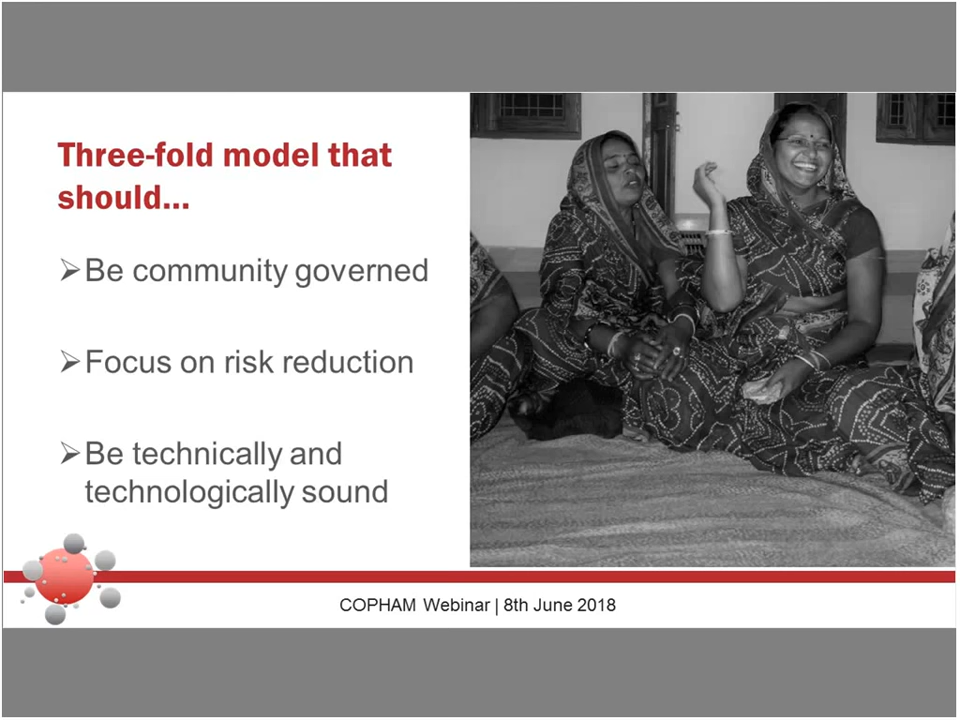 Three-fold model that
should...
➢Be community governed
➢Focus on risk reduction
➢Be technically and
technologically sound
COPHAM Webinar | 8th June 2018